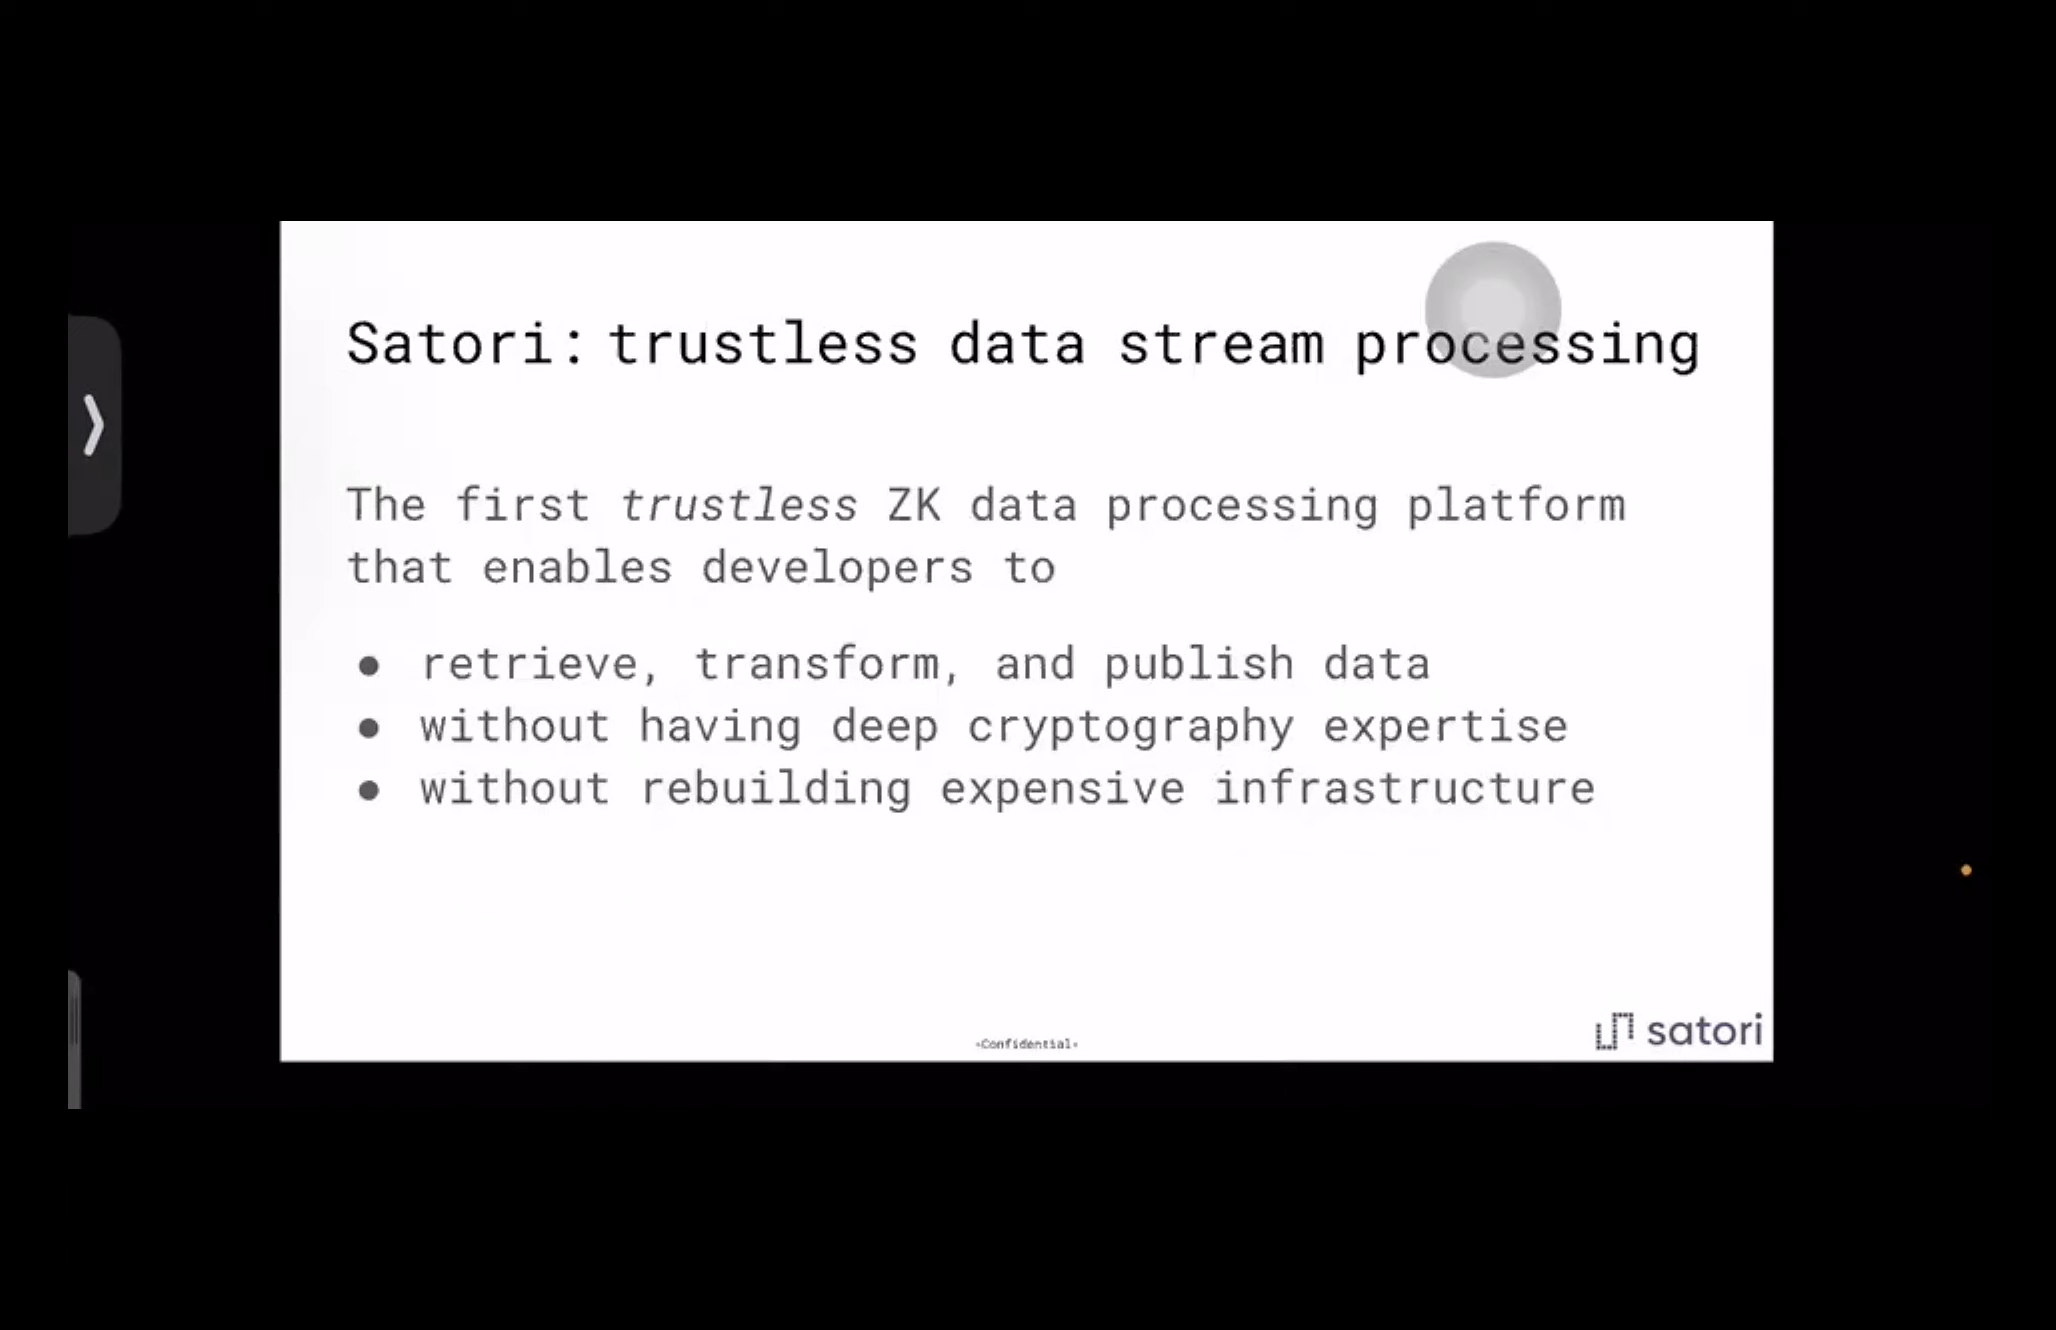 Satori: trustless data stream processing
The first trustless ZK data processing platform
that enables developers to
● retrieve, transform, and publish data
● without having deep cryptography expertise
● without rebuilding expensive infrastructure
-Confidential-
satori